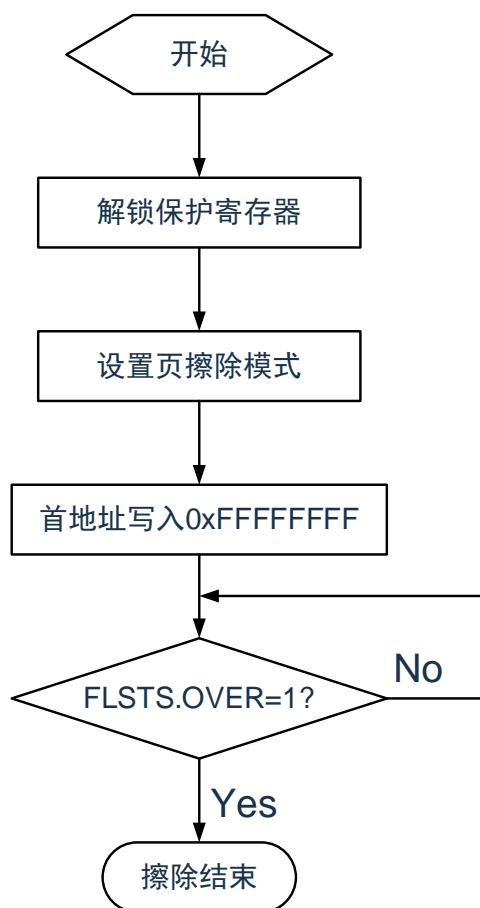 开始
解锁保护寄存器
设置页擦除模式
首地址写入0xFFFFFFFF
FLSTS.OVER=1?
No
Yes
擦除结束